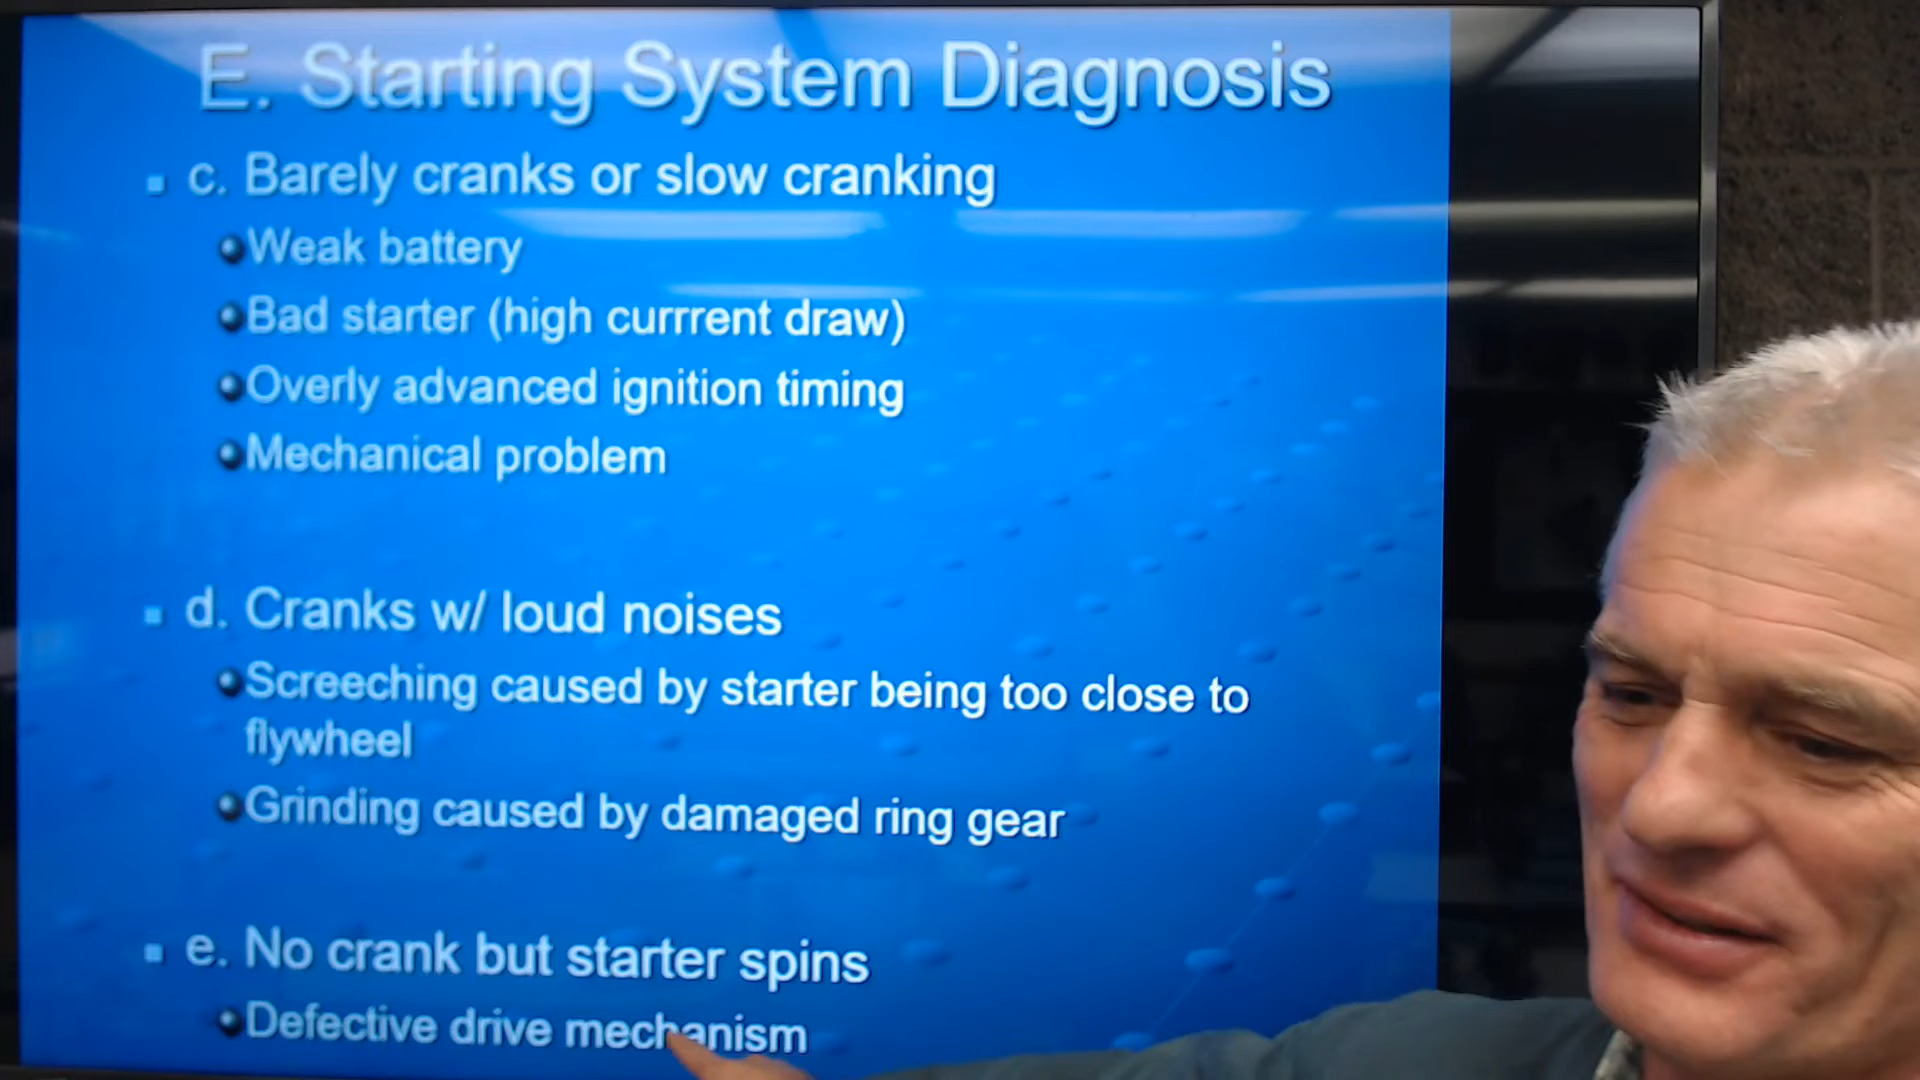 E. Starting System Diagnosis
c. Barely cranks or slow cranking
Weak battery
Bad starter (high currrent draw)
Overly advanced ignition timing
Mechanical problem
d. Cranks w/ loud noises
Screeching caused by starter being too close to
flywheel
Grinding caused by damaged ring gear
e. No crank but starter spins
Defective drive mechanism